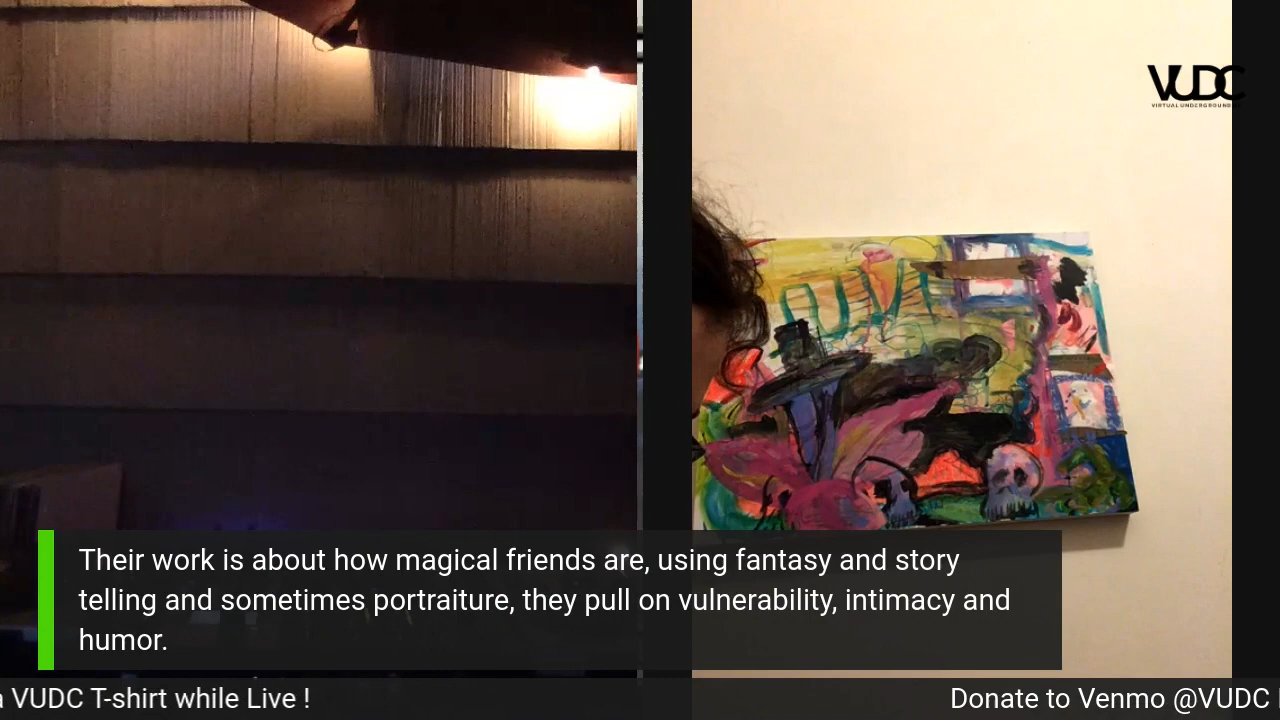 VUDC
VIRTUAL UNDERGROUND
Their work is about how magical friends are, using fantasy and story
telling and sometimes portraiture, they pull on vulnerability, intimacy and
humor.
a VUDC T-shirt while Live !
Donate to Venmo @VUDC